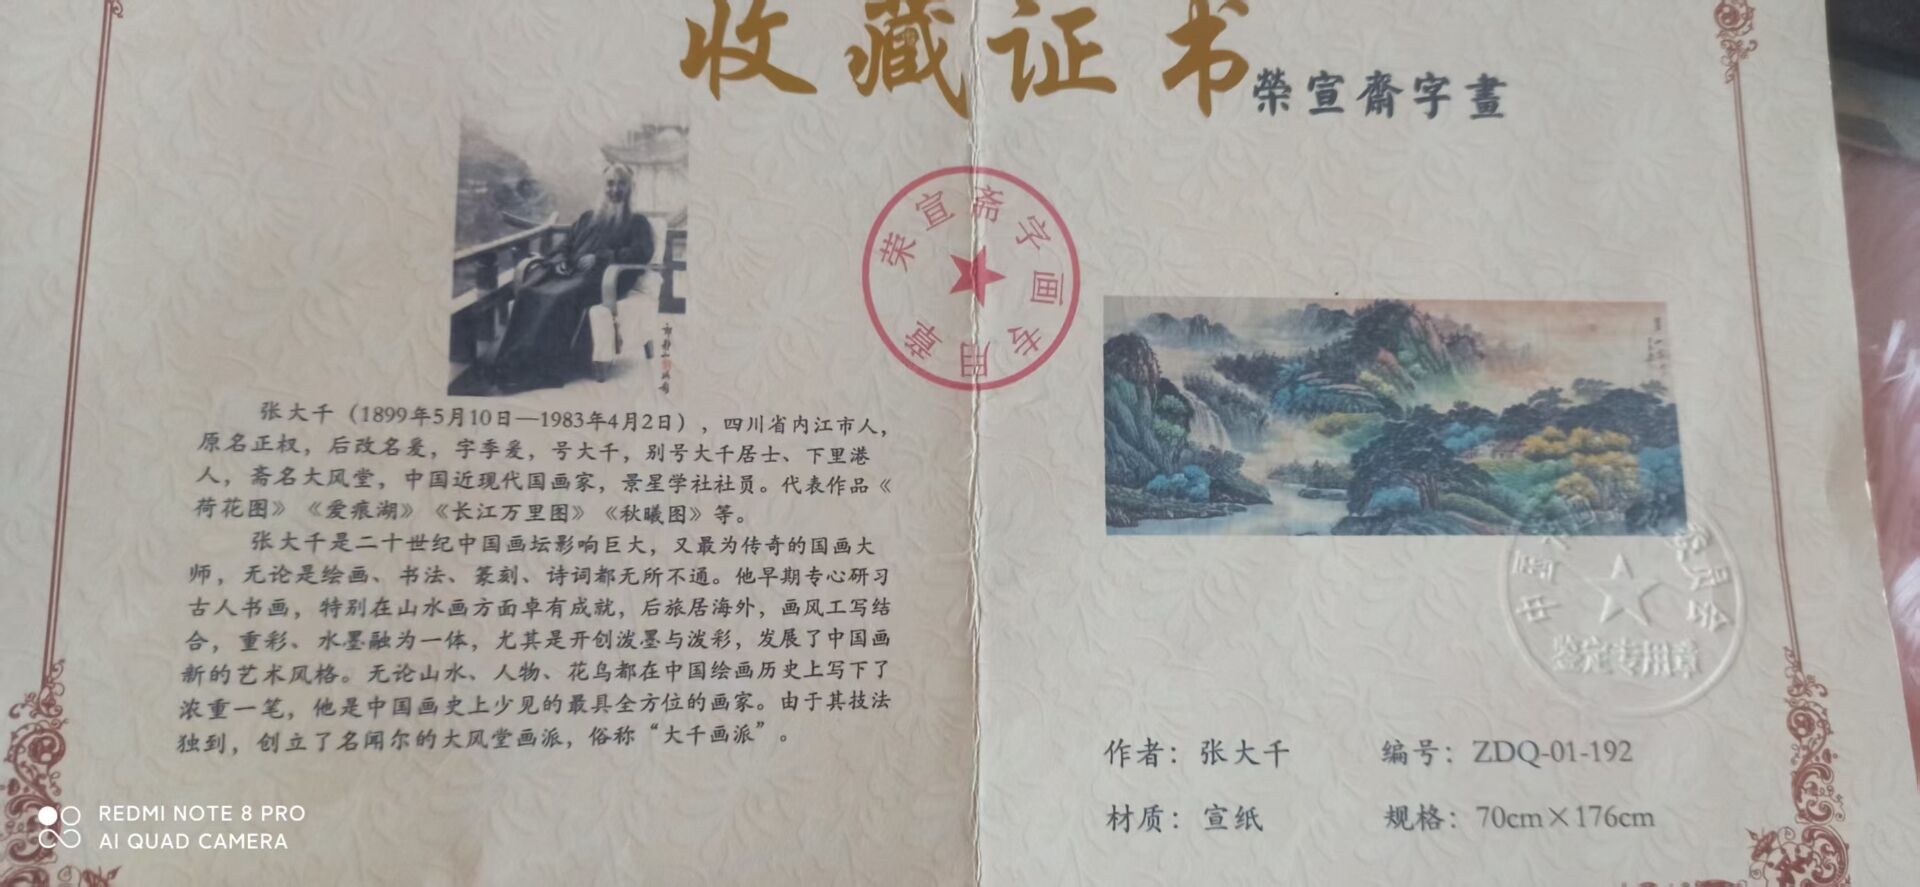 收藏证书
榮宣齋字畫
荣宣斋字画专用章
张大千（1899年5月10日—1983年4月2日），四川省内江市人，
原名正权，后改名爰，字季爰，号大千，别号大千居士、下里港
人，斋名大风堂，中国近现代国画家，景星学社社员。代表作品《
荷花图》《爱痕湖》《长江万里图》《秋曦图》等。
张大千是二十世纪中国画坛影响巨大，又最为传奇的国画大
师，无论是绘画、书法、篆刻、诗词都无所不通。他早期专心研习
古人书画，特别在山水画方面卓有成就，后旅居海外，画风工写结
合，重彩、水墨融为一体，尤其是开创泼墨与泼彩，发展了中国画
新的艺术风格。无论山水、人物、花鸟都在中国绘画历史上写下了
浓重一笔，他是中国画史上少见的最具全方位的画家。由于其技法
独到，创立了名闻尔的大风堂画派，俗称“大千画派”。
鉴定专用章
作者：张大千
编号：ZDQ-01-192
材质：宣纸
规格：70cm×176cm
REDMI NOTE 8 PRO
AI QUAD CAMERA